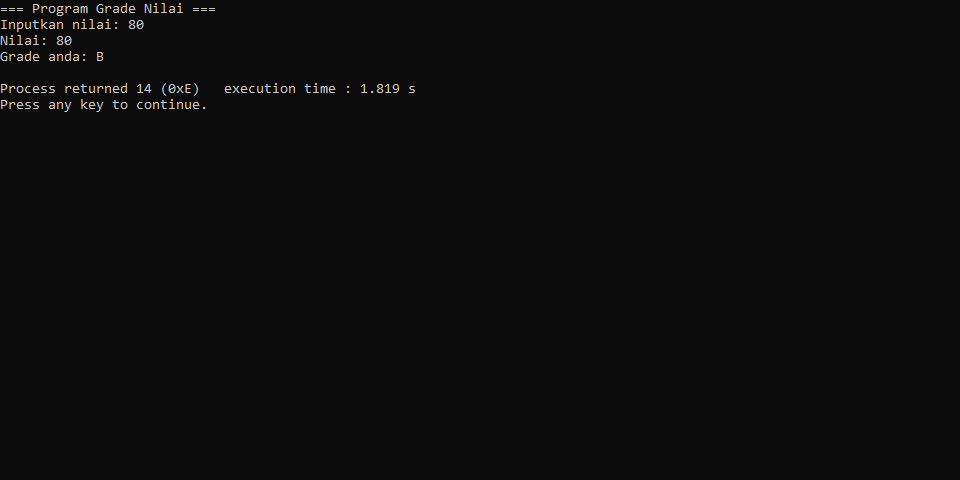 === Program Grade Nilai ===
Inputkan nilai: 80
Nilai: 80
Grade anda: B
Process returned 14 (0xE)   execution time : 1.819 s
Press any key to continue.